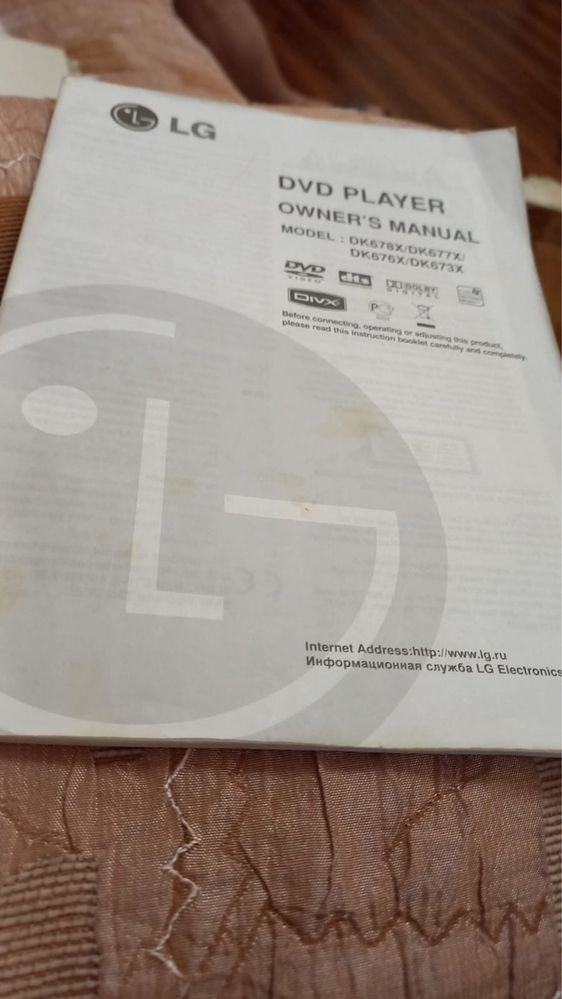 LG
DVD PLAYER
OWNER'S MANUAL
MODEL : DK678X/DK677X/
DK676X/DK673X
DVD
VIDEO
dts
DOLBY
DIGITAL
DIVX
Before connecting, operating or adjusting this product,
please read this instruction booklet carefully and completely.
Internet Address:http://www.lg.ru
Информационная служба LG Electronics